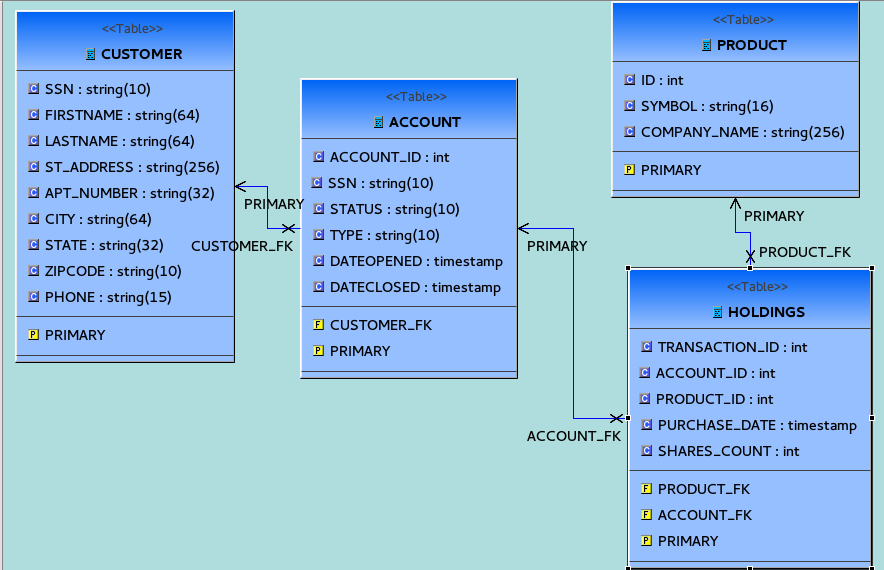 <<Table>>
CUSTOMER
SSN : string(10)
FIRSTNAME : string(64)
LASTNAME : string(64)
ST_ADDRESS : string(256)
APT_NUMBER : string(32)
CITY : string(64)
STATE : string(32)
ZIPCODE : string(10)
PHONE : string(15)
PRIMARY
PRIMARY
CUSTOMER_FK
<<Table>>
ACCOUNT
ACCOUNT_ID : int
SSN : string(10)
STATUS : string(10)
TYPE : string(10)
DATEOPENED : timestamp
DATECLOSED : timestamp
CUSTOMER_FK
PRIMARY
PRIMARY
ACCOUNT_FK
<<Table>>
PRODUCT
ID : int
SYMBOL : string(16)
COMPANY_NAME : string(256)
PRIMARY
PRIMARY
PRODUCT_FK
<<Table>>
HOLDINGS
TRANSACTION_ID : int
ACCOUNT_ID : int
PRODUCT_ID : int
PURCHASE_DATE : timestamp
SHARES_COUNT : int
PRODUCT_FK
ACCOUNT_FK
PRIMARY